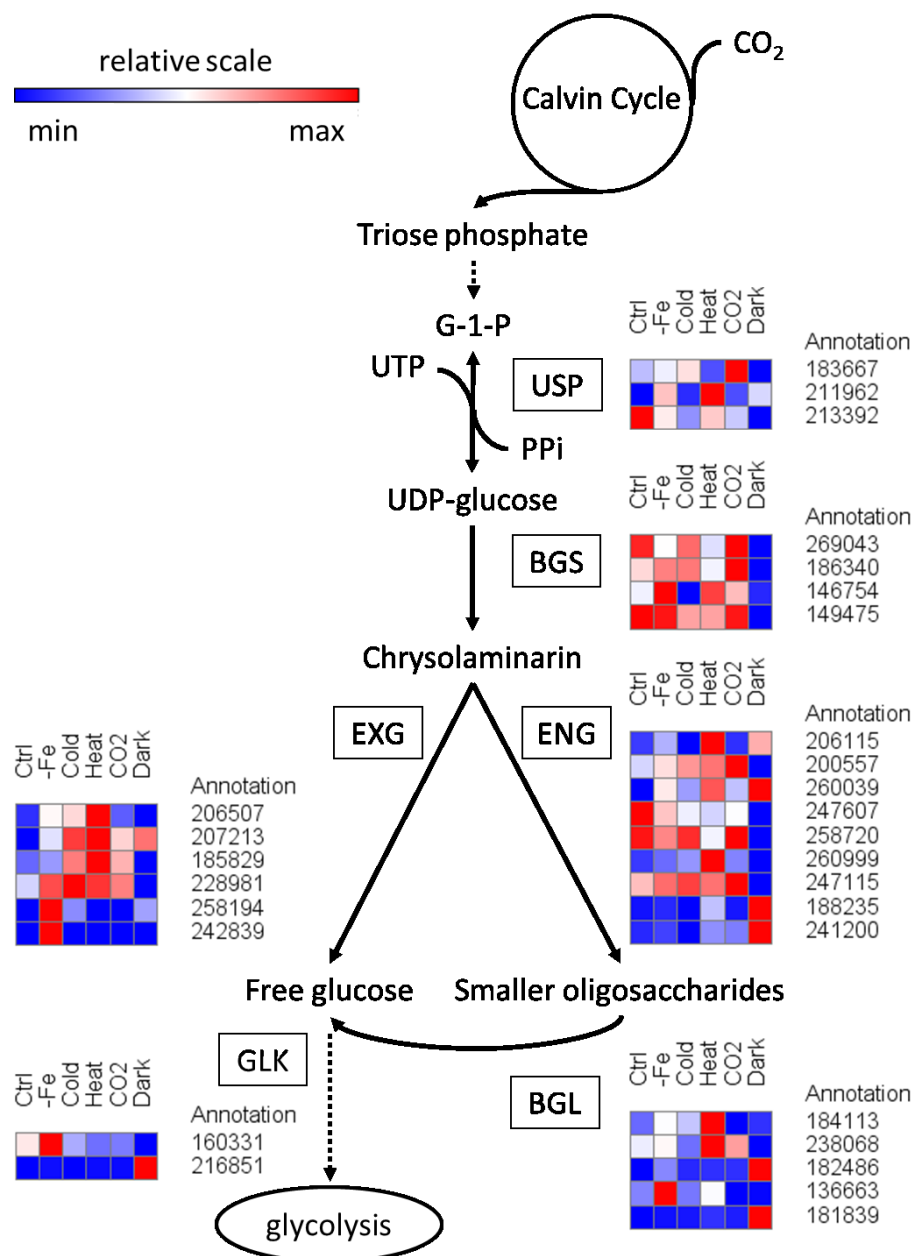 relative scale
min
max
CO2
Calvin Cycle
Triose phosphate
G-1-P
UTP
PPi
USP
Ctrl -Fe Cold Heat CO2 Dark
Annotation
183667
211962
213392
UDP-glucose
BGS
Ctrl -Fe Cold Heat CO2 Dark
Annotation
269043
186340
146754
149475
Chrysolaminarin
EXG
ENG
Ctrl -Fe Cold Heat CO2 Dark
Annotation
206115
200557
260039
247607
258720
260999
247115
188235
241200
Ctrl -Fe Cold Heat CO2 Dark
Annotation
206507
207213
185829
228981
258194
242839
Free glucose
Smaller oligosaccharides
GLK
BGL
Ctrl -Fe Cold Heat CO2 Dark
Annotation
160331
216851
Ctrl -Fe Cold Heat CO2 Dark
Annotation
184113
238068
182486
136663
181839
glycolysis